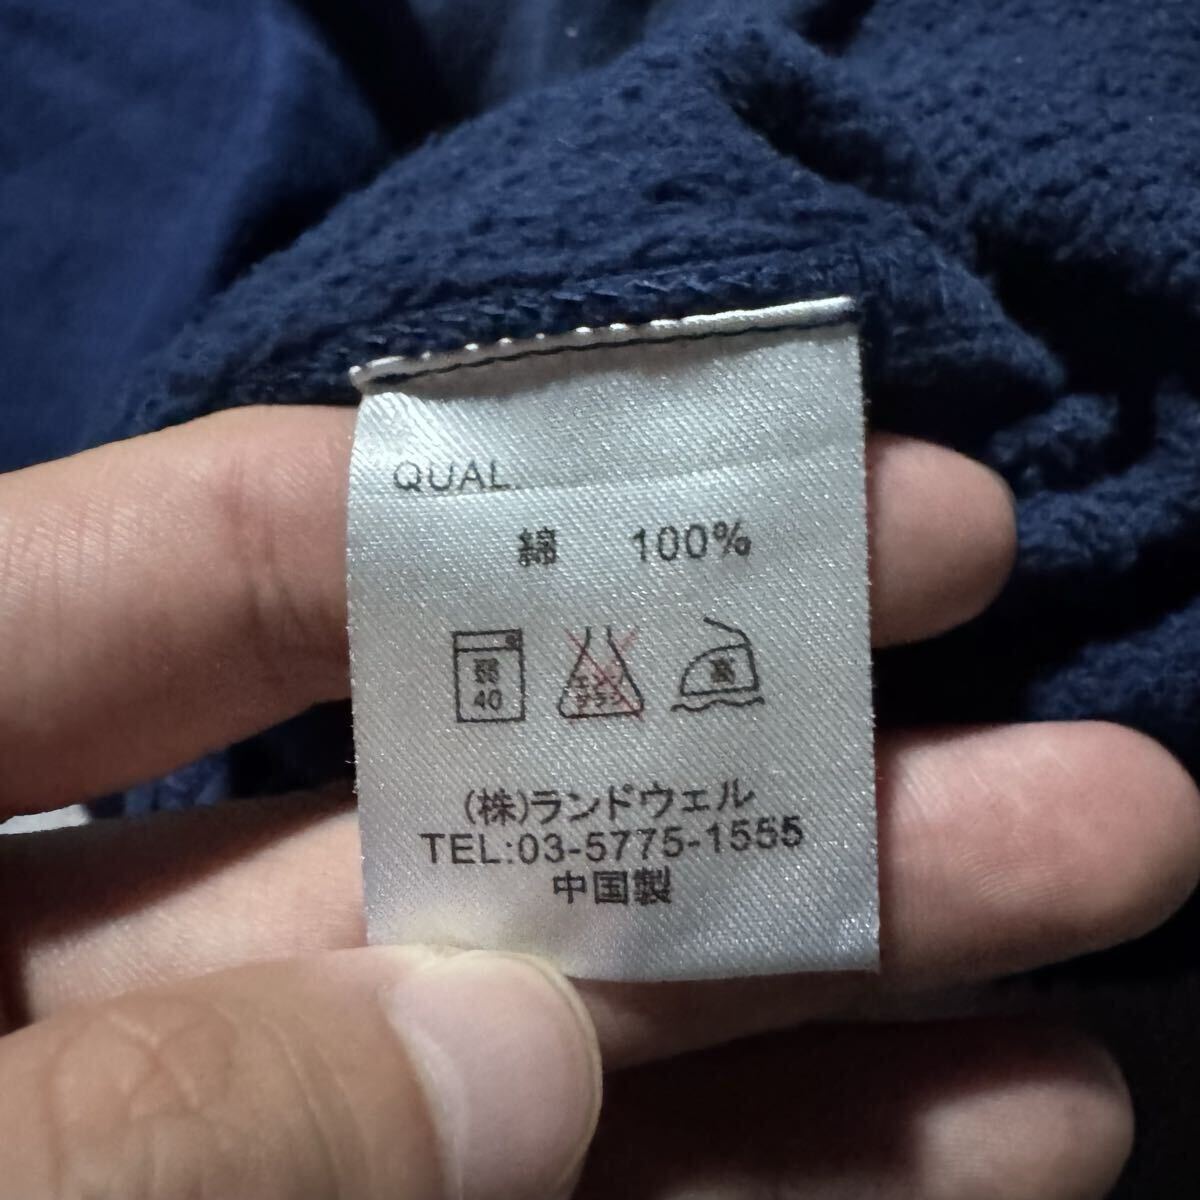 QUAL.
綿 100%
弱 エンソ 高
40 サラシ
(株)ランドウェル
TEL:03-5775-1555
中国製